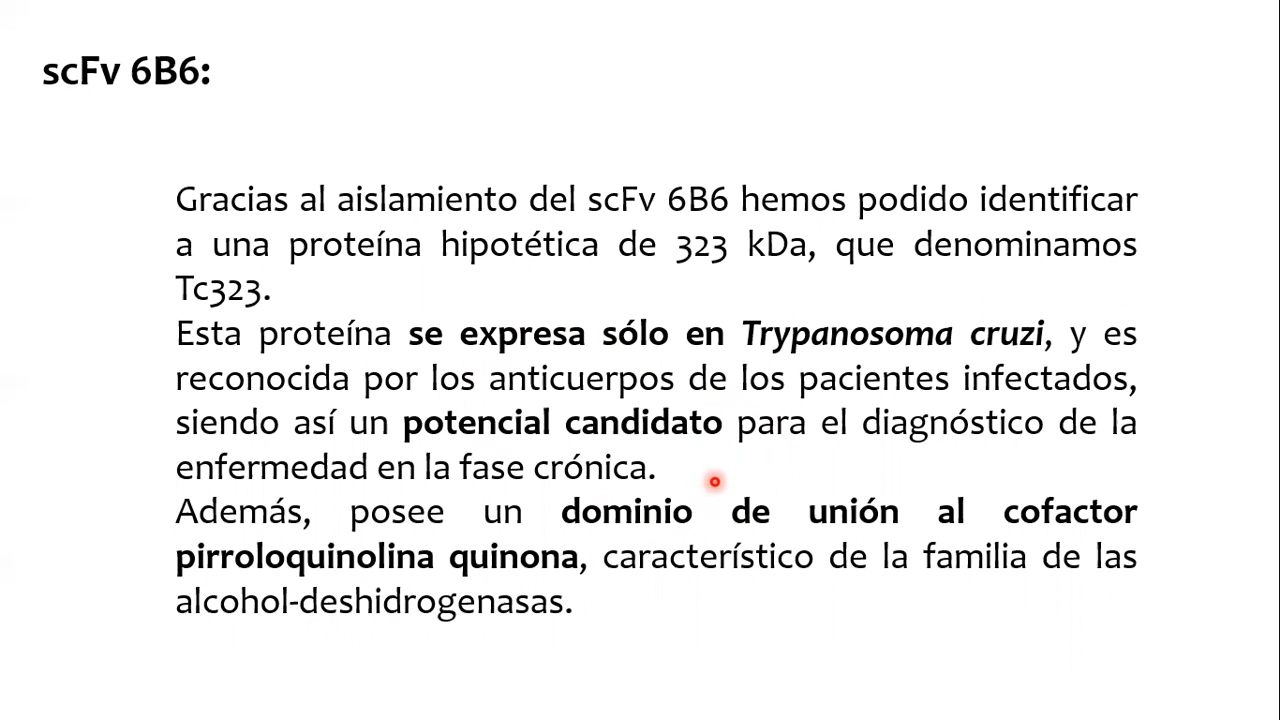 scFv 6B6:
Gracias al aislamiento del scFv 6B6 hemos podido identificar
a una proteína hipotética de 323 kDa, que denominamos
Tc323.
Esta proteína se expresa sólo en Trypanosoma cruzi, y es
reconocida por los anticuerpos de los pacientes infectados,
siendo así un potencial candidato para el diagnóstico de la
enfermedad en la fase crónica.
Además, posee un dominio de unión al cofactor
pirroloquinolina quinona, característico de la familia de las
alcohol-deshidrogenasas.